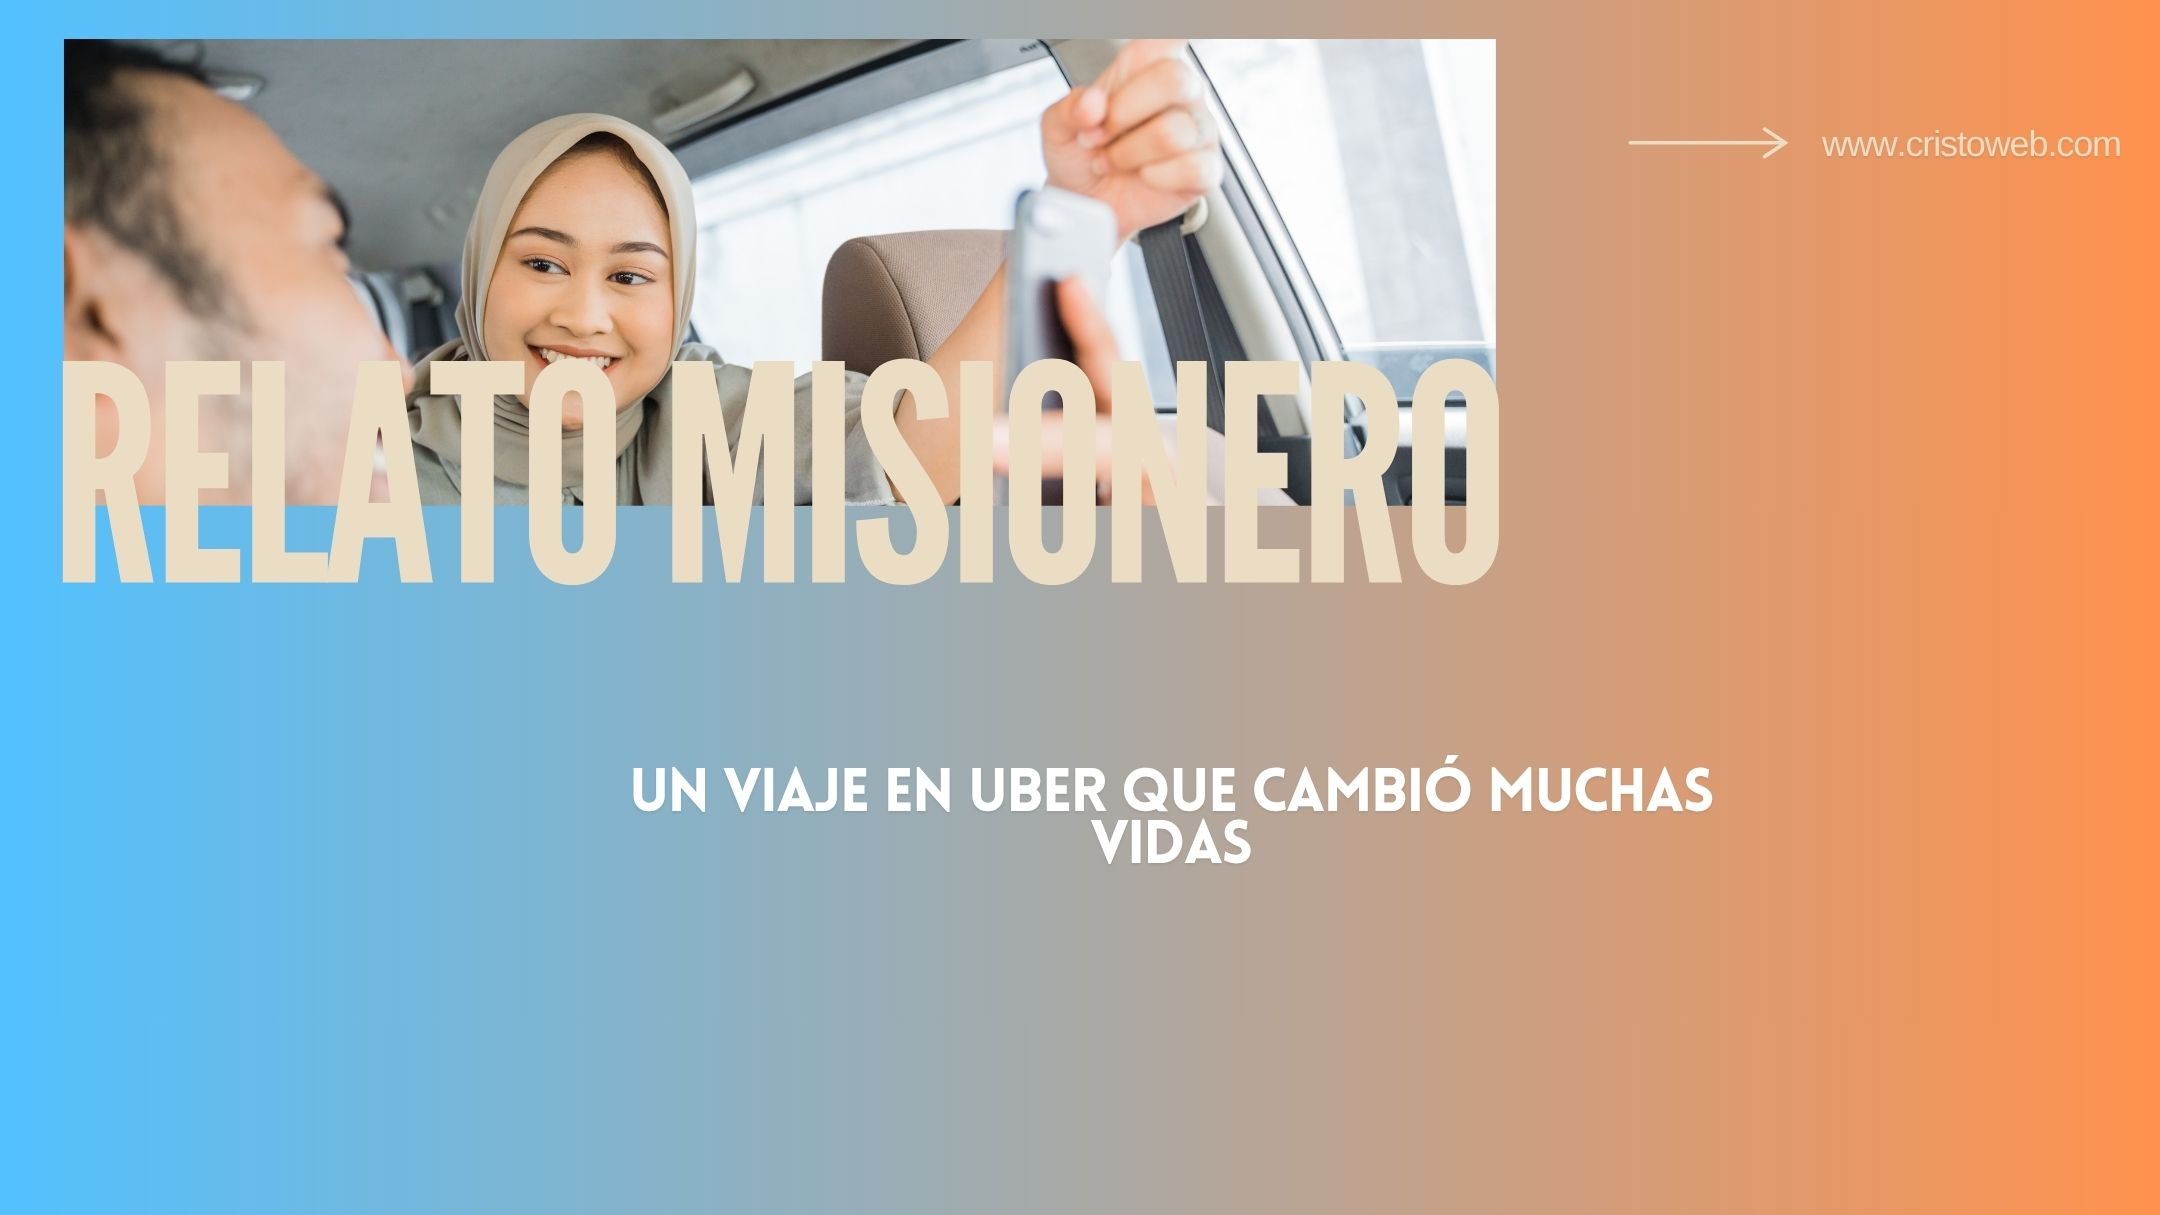 www.cristoweb.com
RELATO MISIONERO
UN VIAJE EN UBER QUE CAMBIÓ MUCHAS
VIDAS